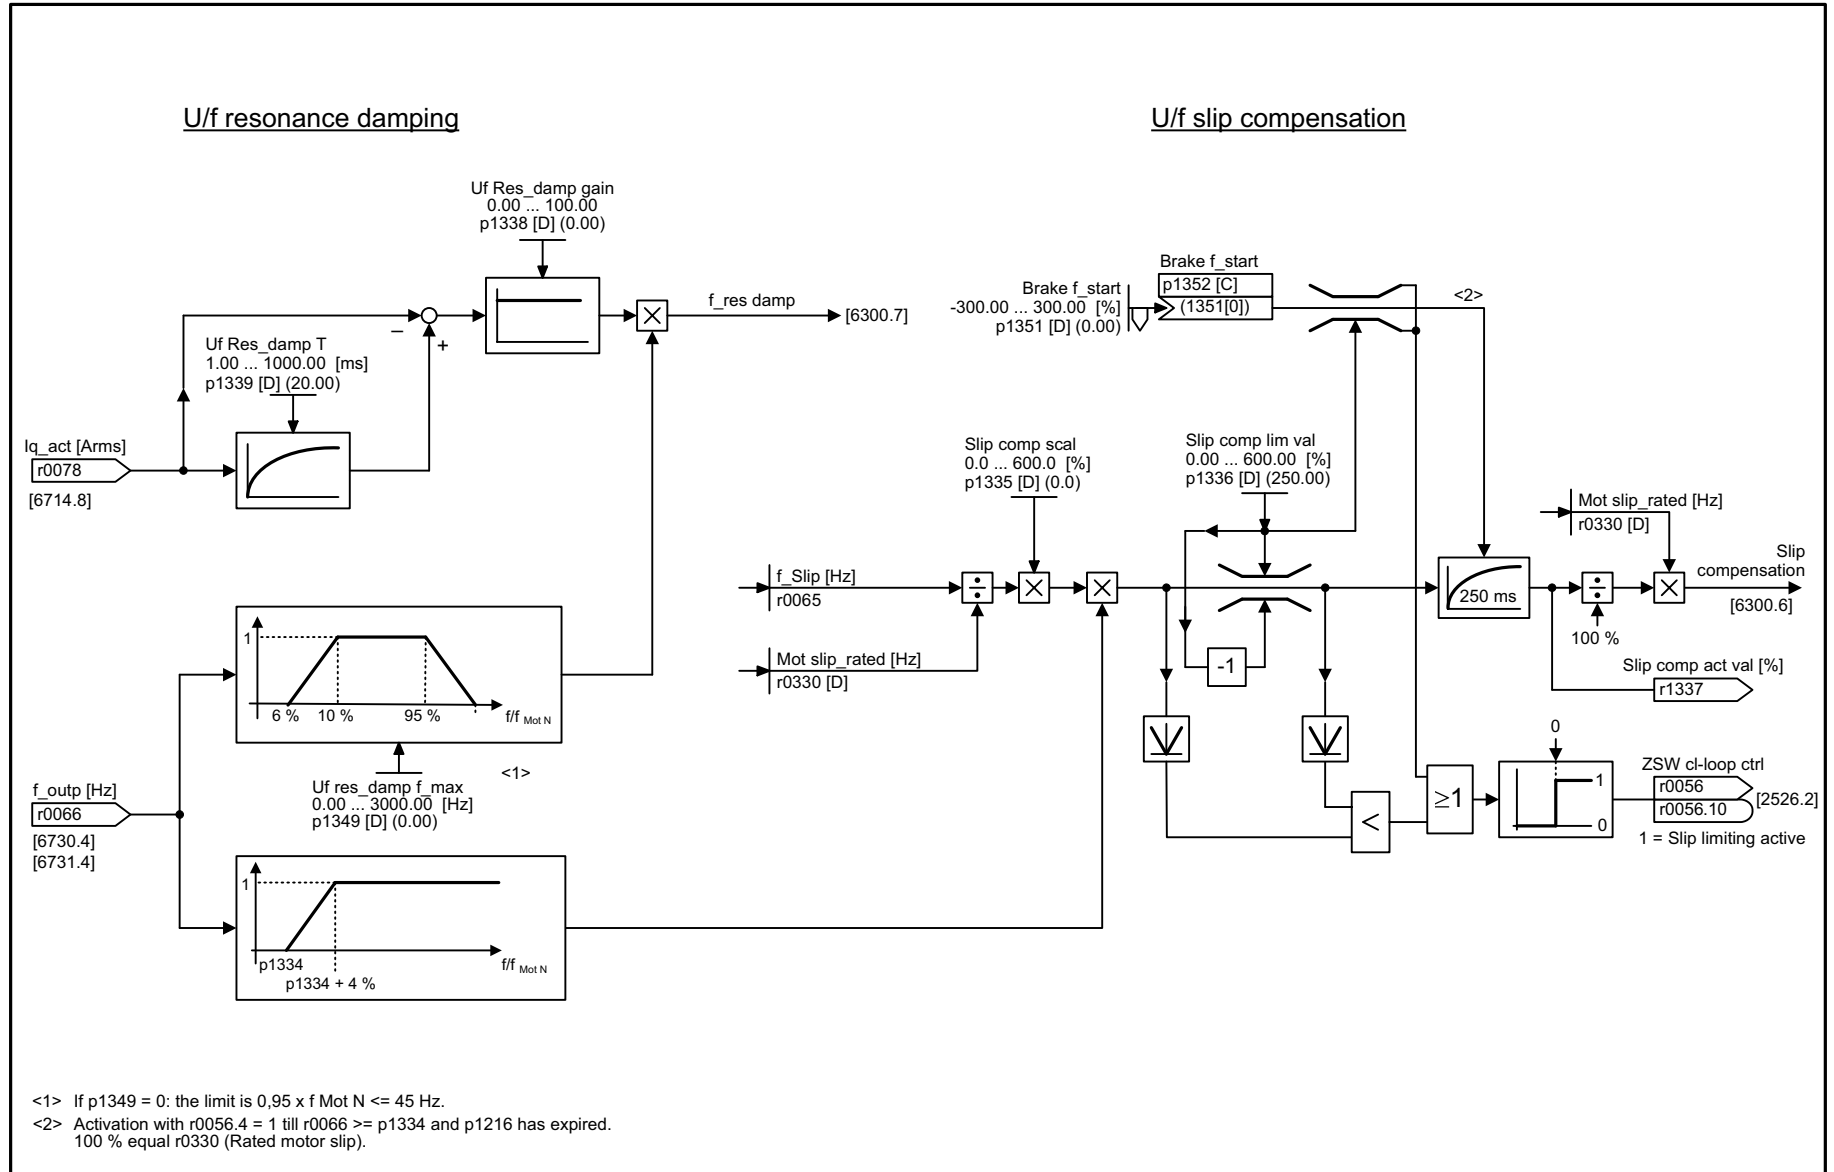 U/f resonance damping
U/f slip compensation
Uf Res_damp gain
0.00 ... 100.00
p1338 [D] (0.00)
f_res damp
[6300.7]
–
+
Uf Res_damp T
1.00 ... 1000.00 [ms]
p1339 [D] (20.00)
Iq_act [Arms]
r0078
[6714.8]
1
6 %
10 %
95 %
f/f Mot N
<1>
Uf res_damp f_max
0.00 ... 3000.00 [Hz]
p1349 [D] (0.00)
f_outp [Hz]
r0066
[6730.4]
[6731.4]
1
p1334
p1334 + 4 %
f/f Mot N
Brake f_start
-300.00 ... 300.00 [%]
p1351 [D] (0.00)
Brake f_start
p1352 [C]
(1351[0])
<2>
Slip comp scal
0.0 ... 600.0 [%]
p1335 [D] (0.0)
Slip comp lim val
0.00 ... 600.00 [%]
p1336 [D] (250.00)
f_Slip [Hz]
r0065
÷
×
×
Mot slip_rated [Hz]
r0330 [D]
-1
250 ms
Mot slip_rated [Hz]
r0330 [D]
÷
×
100 %
Slip
compensation
[6300.6]
Slip comp act val [%]
r1337
<
≥1
0
1
0
ZSW cl-loop ctrl
r0056
r0056.10
[2526.2]
1 = Slip limiting active
<1> If p1349 = 0: the limit is 0,95 x f Mot N <= 45 Hz.
<2> Activation with r0056.4 = 1 till r0066 >= p1334 and p1216 has expired.
100 % equal r0330 (Rated motor slip).